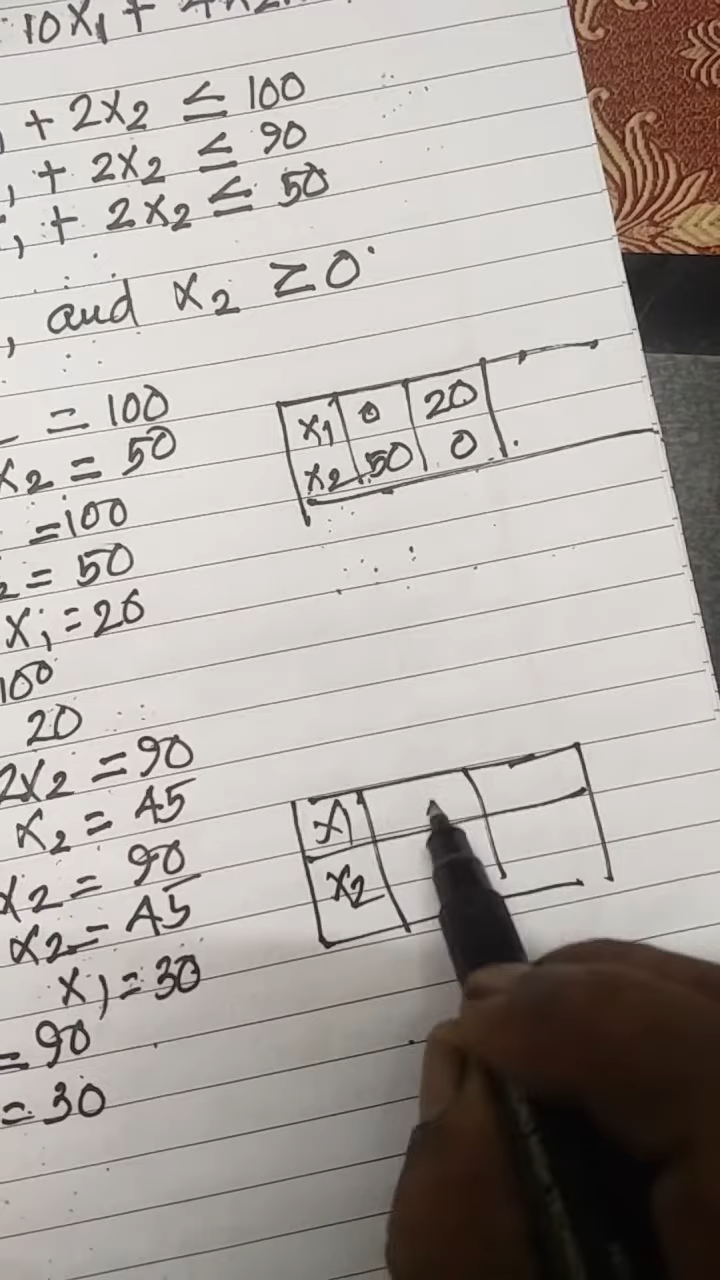 10x₁ +
+ 2x₂ ≤ 100
+ 2x₂ ≤ 90
+ 2x₂ ≤ 50
, and x₂ ≥ 0
= 100
x₂ = 50
= 100
= 50
x₁ = 20
100
20
2x₂ = 90
x₂ = 45
x₂ = 90
x₂ = 45
x₁ = 30
= 90
= 30
x₁ 0 20
x₂ 50 0
x₁
x₂